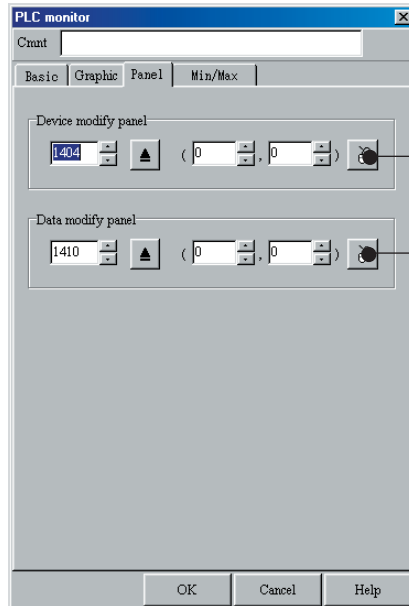 PLC monitor
Cmnt
Basic Graphic Panel Min/Max
Device modify panel
1404 ( 0 , 0 )
Data modify panel
1410 ( 0 , 0 )
OK Cancel Help